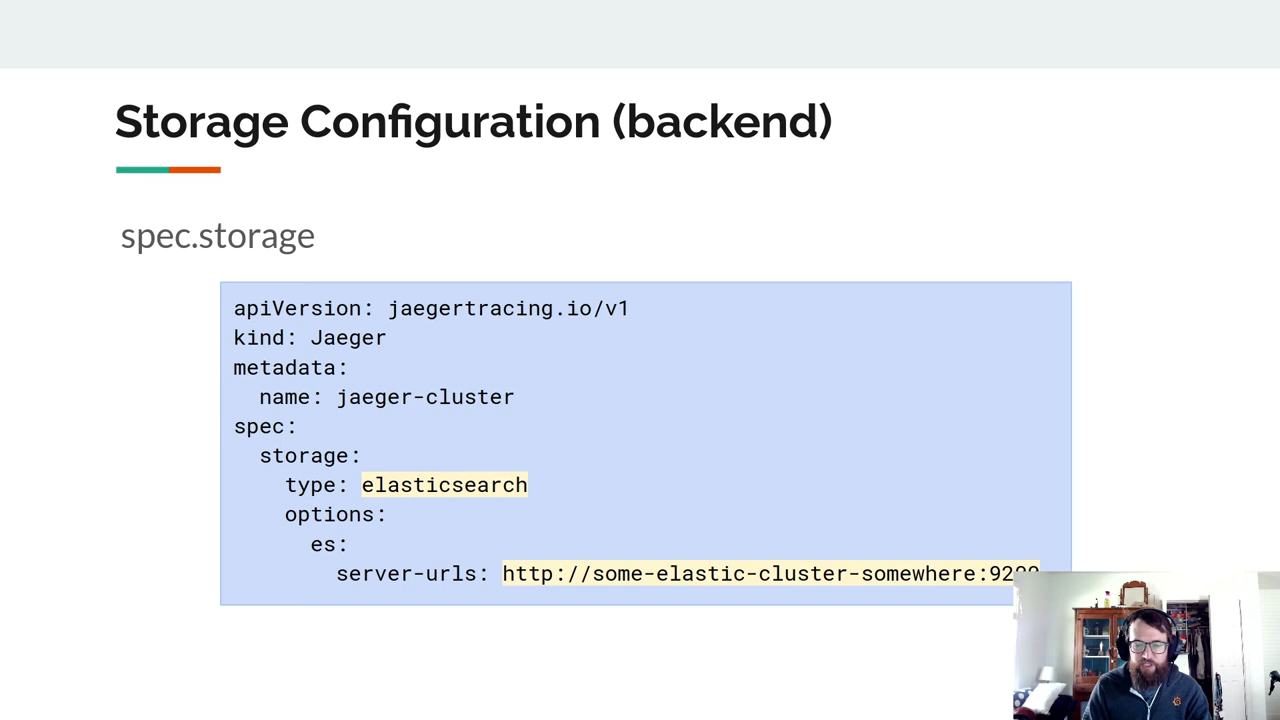 Storage Configuration (backend)
spec.storage
apiVersion: jaegertracing.io/v1
kind: Jaeger
metadata:
  name: jaeger-cluster
spec:
  storage:
    type: elasticsearch
    options:
      es:
        server-urls: http://some-elastic-cluster-somewhere:9200